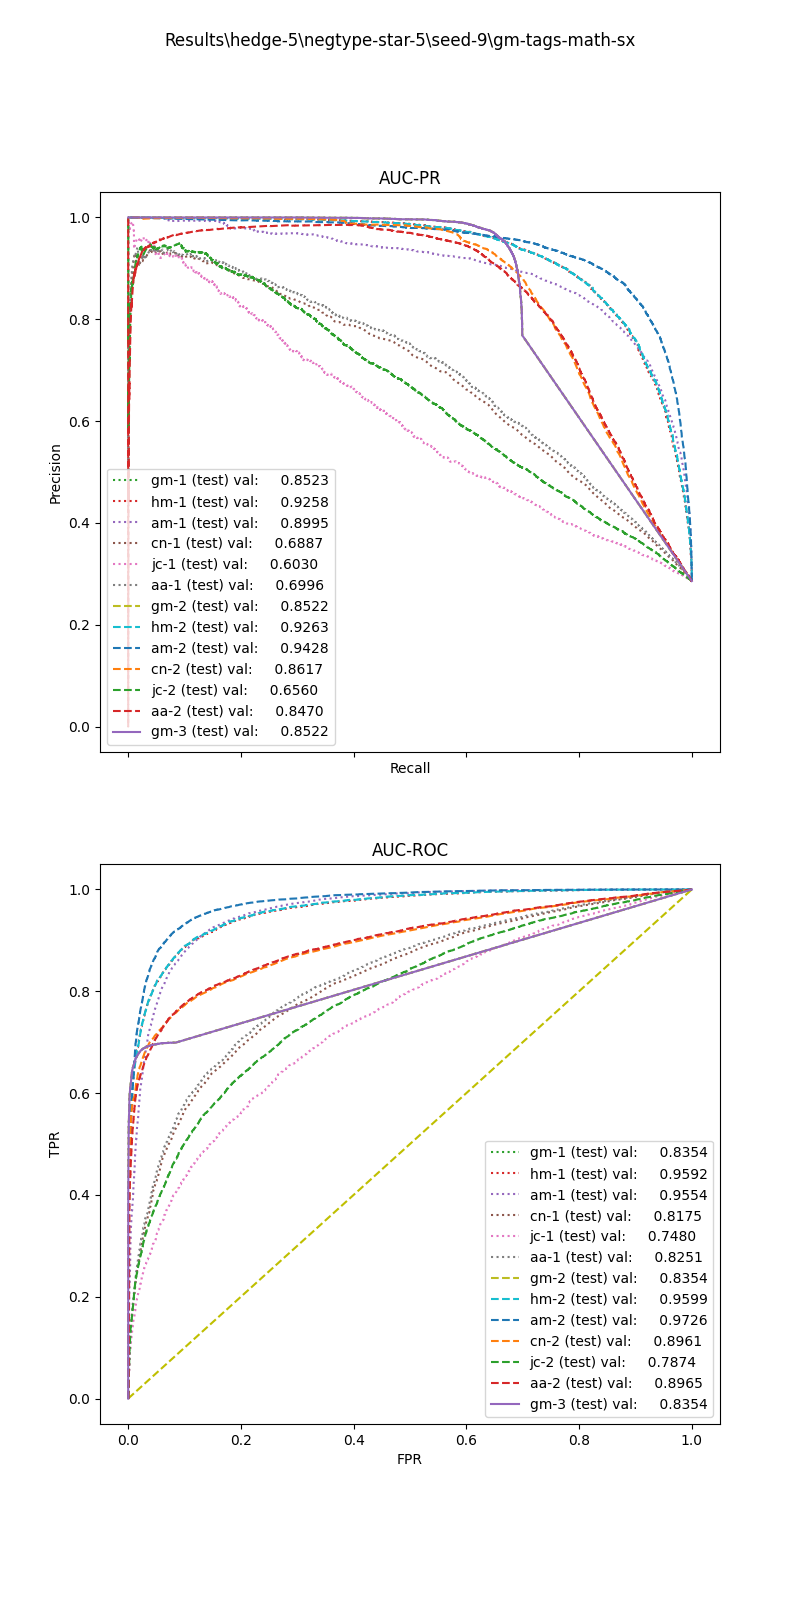 Results\hedge-5\negtype-star-5\seed-9\gm-tags-math-sx
AUC-PR
1.0
0.8
0.6
0.4
0.2
0.0
Precision
gm-1 (test) val: 0.8523
hm-1 (test) val: 0.9258
am-1 (test) val: 0.8995
cn-1 (test) val: 0.6887
jc-1 (test) val: 0.6030
aa-1 (test) val: 0.6996
gm-2 (test) val: 0.8522
hm-2 (test) val: 0.9263
am-2 (test) val: 0.9428
cn-2 (test) val: 0.8617
jc-2 (test) val: 0.6560
aa-2 (test) val: 0.8470
gm-3 (test) val: 0.8522
Recall
AUC-ROC
1.0
0.8
0.6
0.4
0.2
0.0
TPR
gm-1 (test) val: 0.8354
hm-1 (test) val: 0.9592
am-1 (test) val: 0.9554
cn-1 (test) val: 0.8175
jc-1 (test) val: 0.7480
aa-1 (test) val: 0.8251
gm-2 (test) val: 0.8354
hm-2 (test) val: 0.9599
am-2 (test) val: 0.9726
cn-2 (test) val: 0.8961
jc-2 (test) val: 0.7874
aa-2 (test) val: 0.8965
gm-3 (test) val: 0.8354
0.0 0.2 0.4 0.6 0.8 1.0
FPR